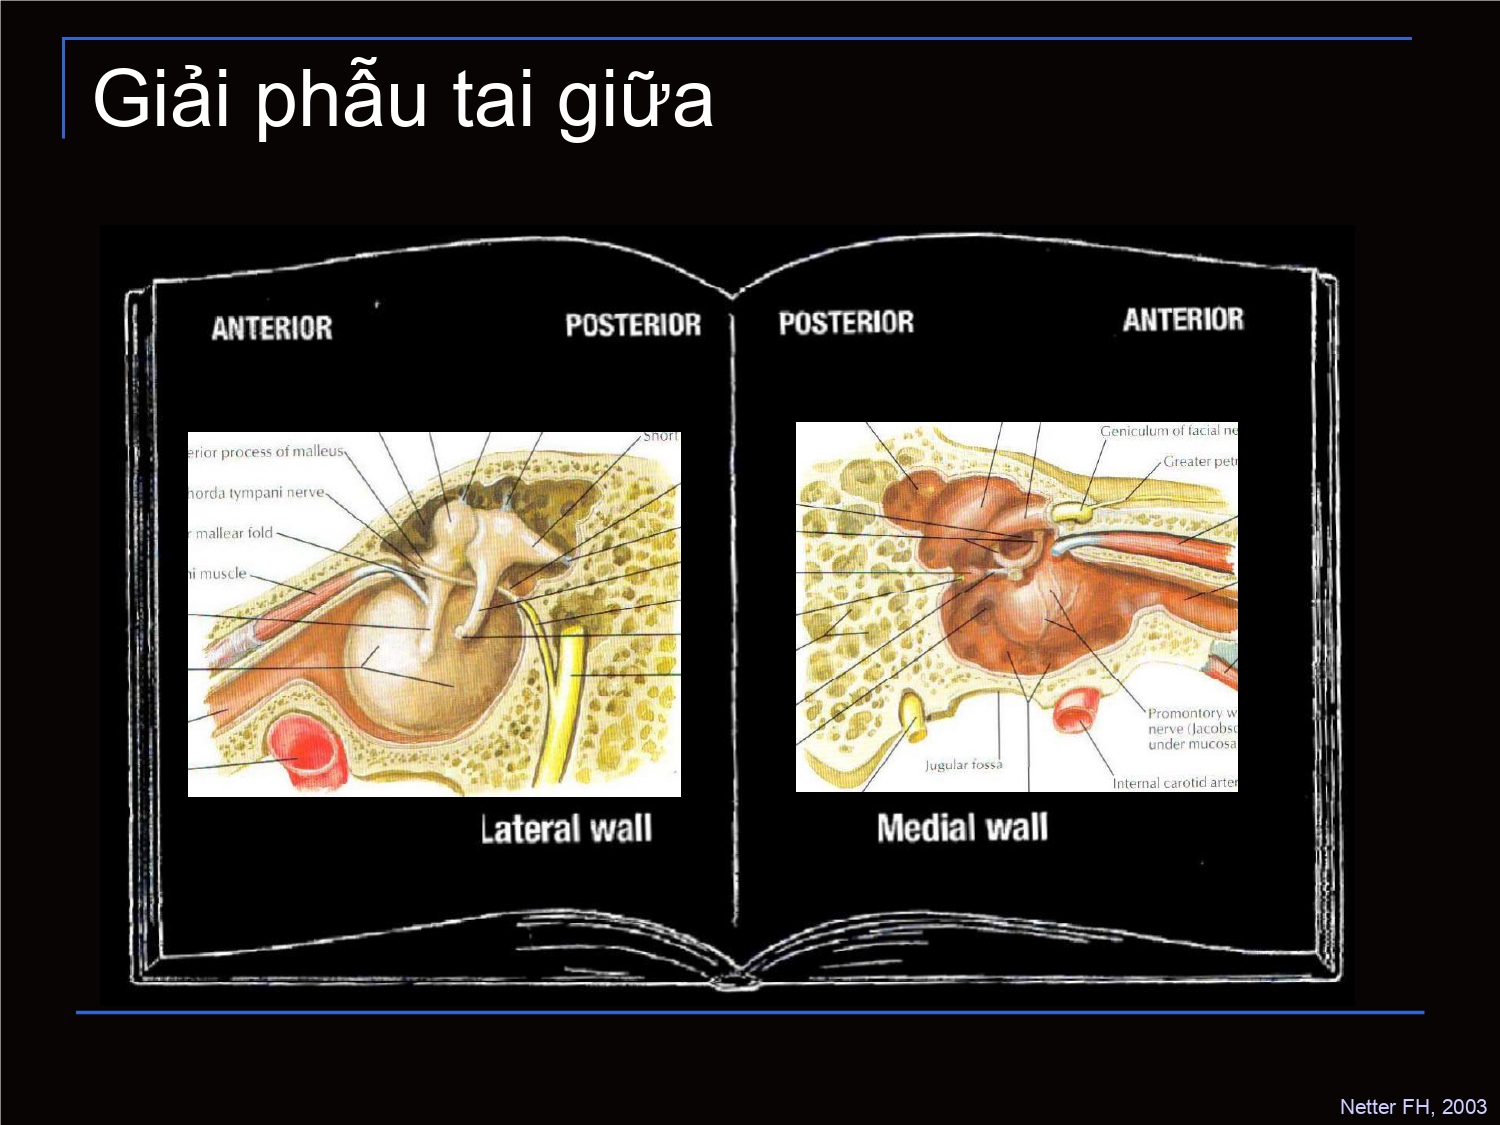 Giải phẫu tai giữa
ANTERIOR
POSTERIOR
POSTERIOR
ANTERIOR
erior process of malleus
horda tympani nerve
r mallear fold
ni muscle
Short
Geniculum of facial ne
Greater petr
Promontory w
nerve (Jacobso
under mucosa
Jugular fossa
Internal carotid arter
Lateral wall
Medial wall
Netter FH, 2003